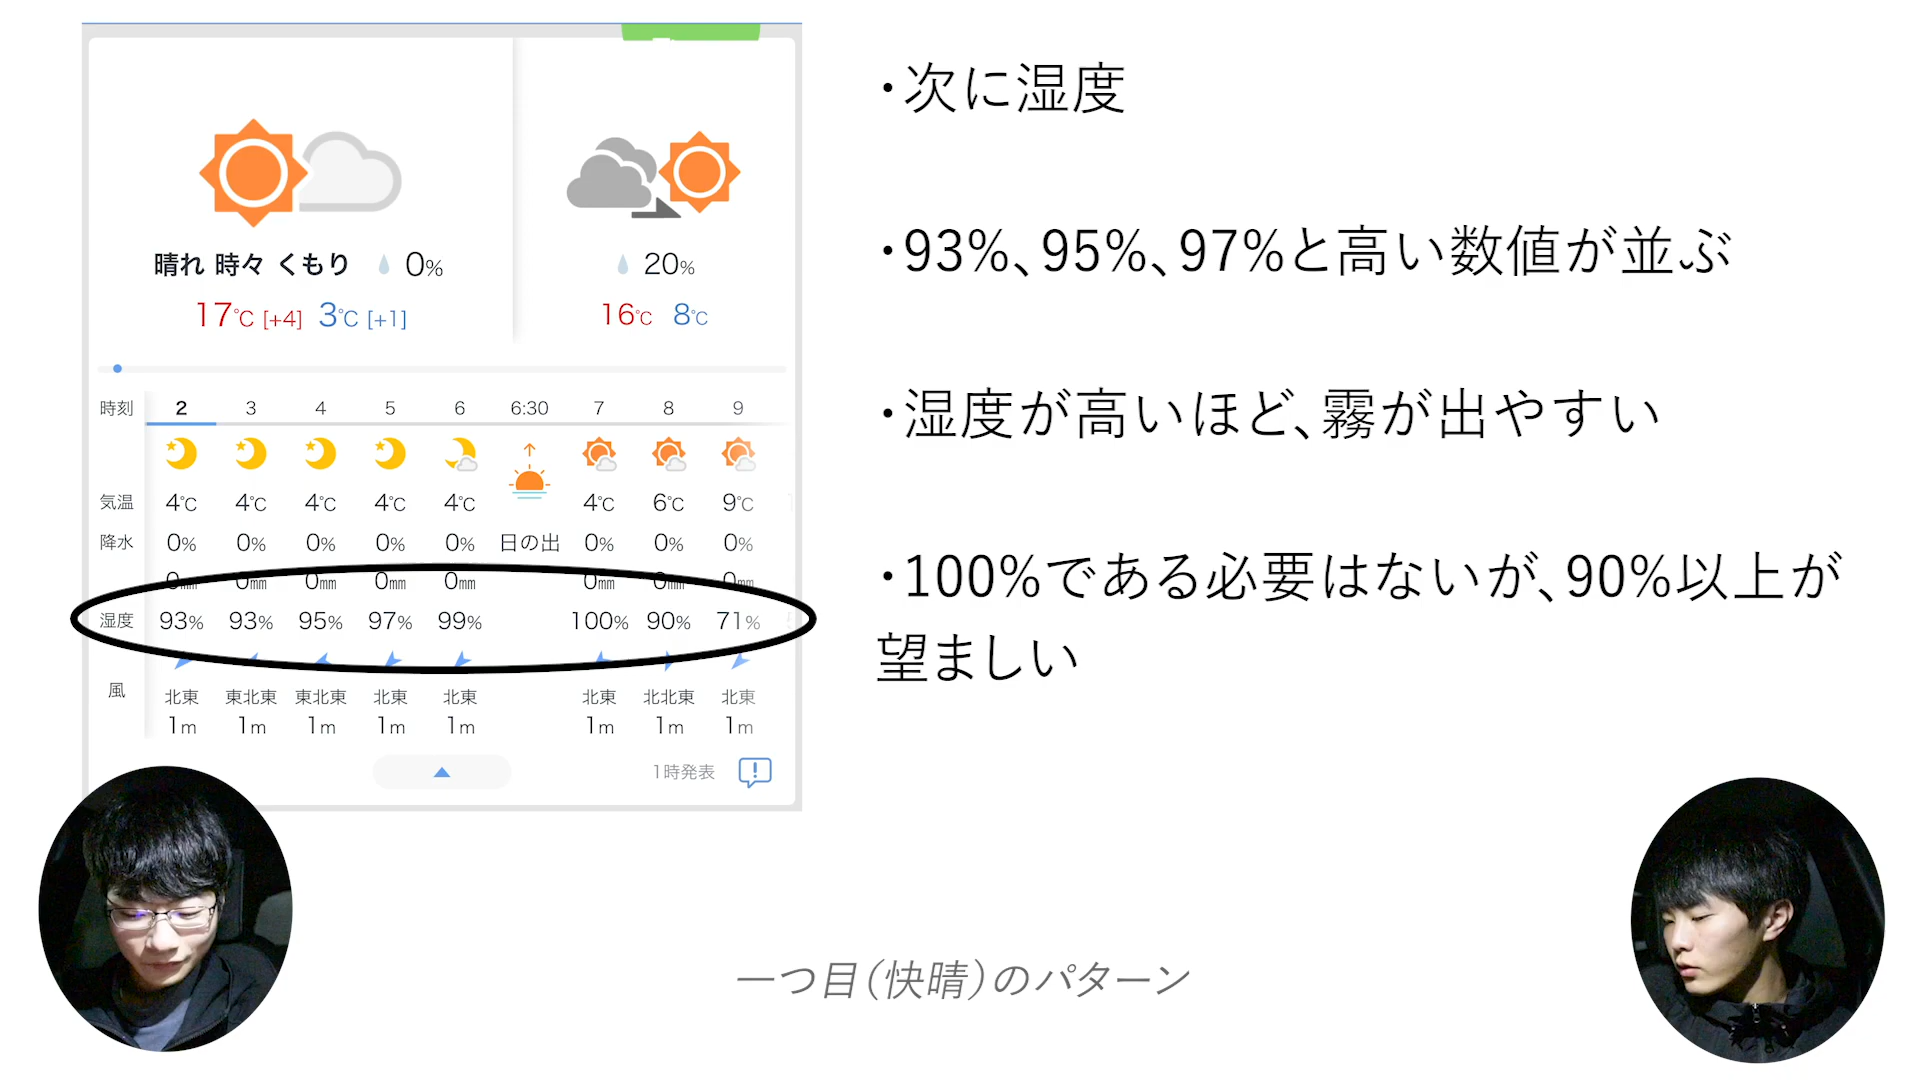 晴れ 時々 くもり 0%
17℃ [+4] 3℃ [+1]
20%
16℃ 8℃
時刻 2 3 4 5 6 6:30 7 8 9
気温 4℃ 4℃ 4℃ 4℃ 4℃ 4℃ 6℃ 9℃
降水 0% 0% 0% 0% 0% 日の出 0% 0% 0%
0mm 0mm 0mm 0mm 0mm 0mm 0mm 0mm
湿度 93% 93% 95% 97% 99% 100% 90% 71%
風
北東 東北東 東北東 北東 北東 北東 北北東 北東
1m 1m 1m 1m 1m 1m 1m 1m
1時発表
・次に湿度
・93%、95%、97%と高い数値が並ぶ
・湿度が高いほど、霧が出やすい
・100%である必要はないが、90%以上が
望ましい
一つ目(快晴)のパターン